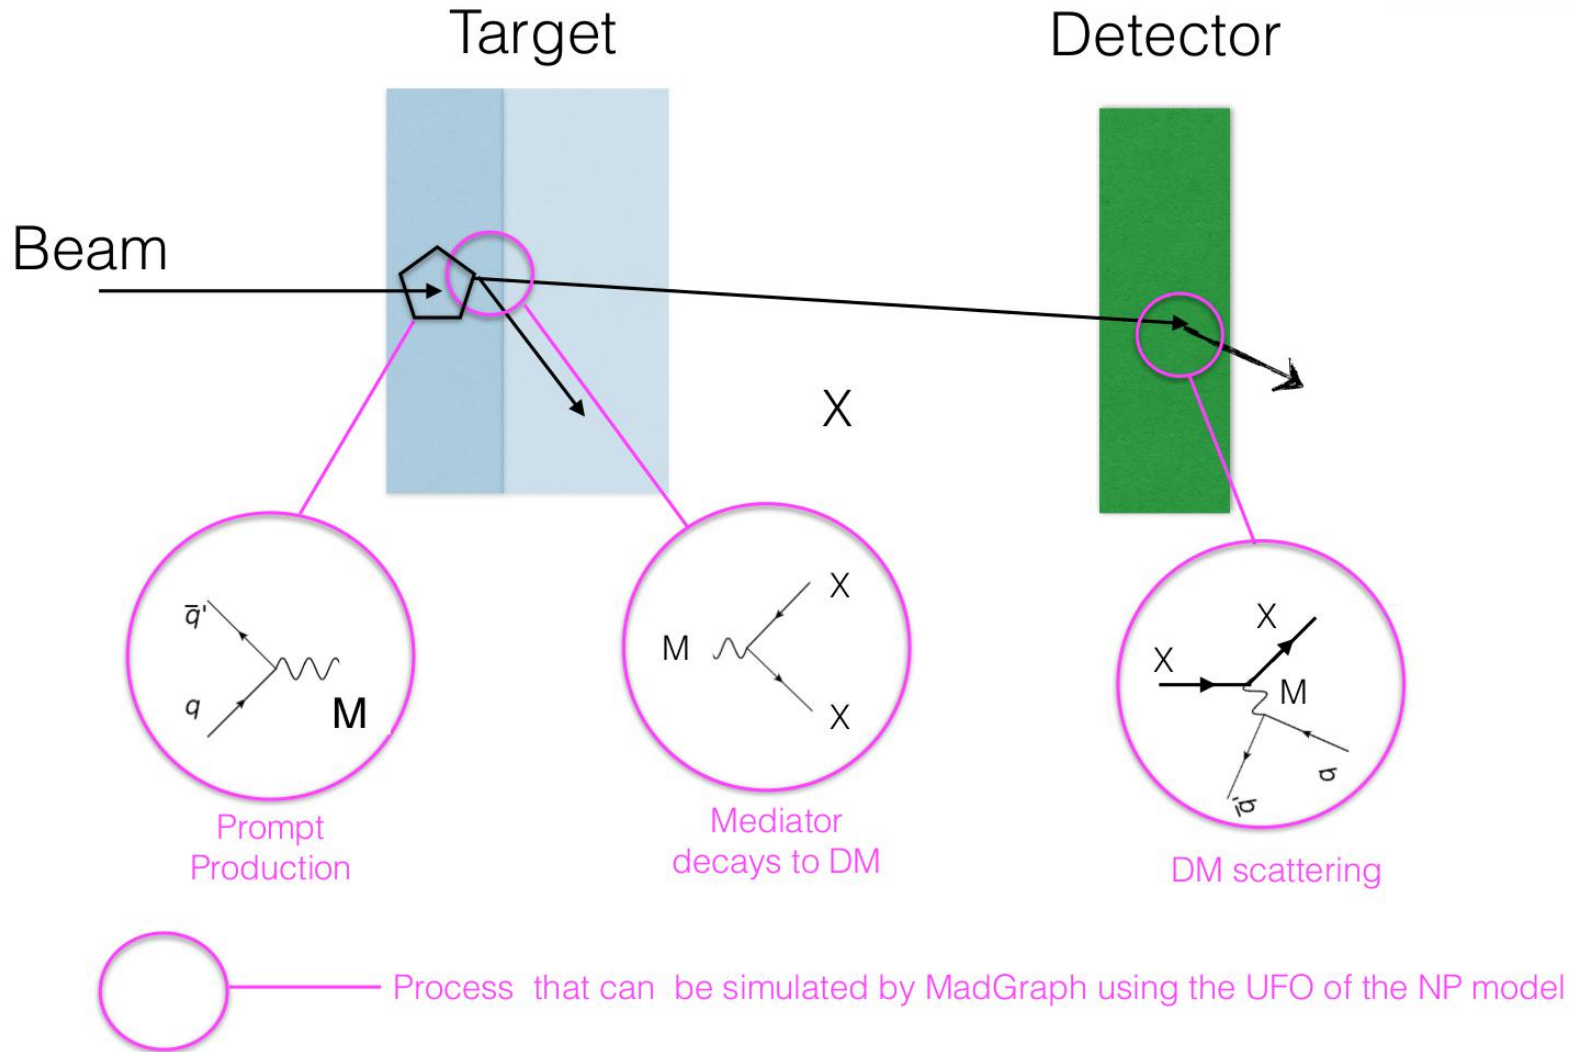 Target
Detector
Beam
X
q̄'
q
M
Prompt
Production
M
X
X
Mediator
decays to DM
X
X
M
q
q̄'
DM scattering
Process that can be simulated by MadGraph using the UFO of the NP model